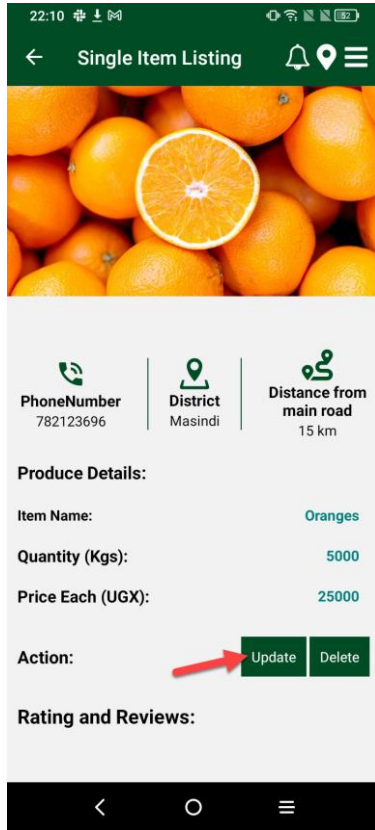 22:10
52
Single Item Listing
PhoneNumber
782123696
District
Masindi
Distance from
main road
15 km
Produce Details:
Item Name: Oranges
Quantity (Kgs): 5000
Price Each (UGX): 25000
Action: Update Delete
Rating and Reviews: